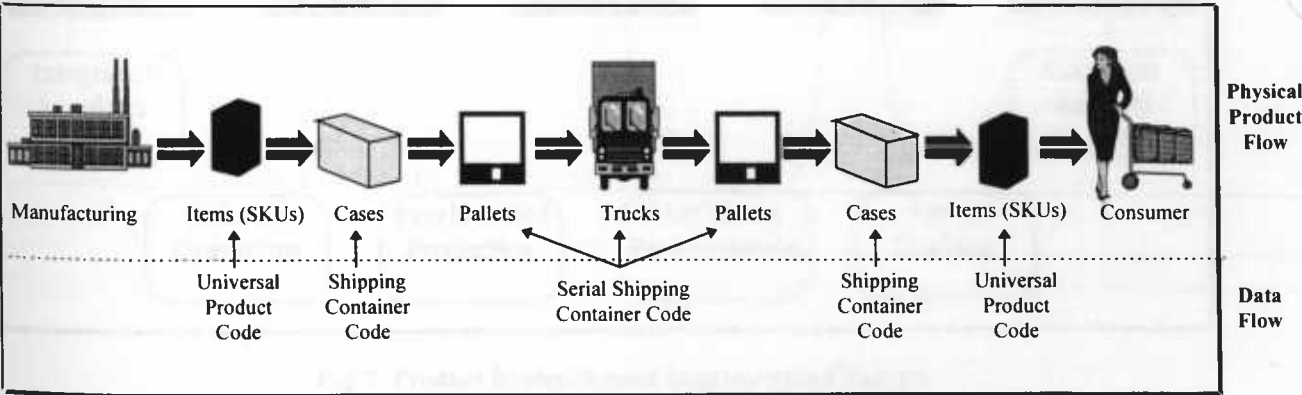 Physical
Product
Flow
Manufacturing
Items (SKUs)
Cases
Pallets
Trucks
Pallets
Cases
Items (SKUs)
Consumer
Universal
Product
Code
Shipping
Container
Code
Serial Shipping
Container Code
Shipping
Container
Code
Universal
Product
Code
Data
Flow